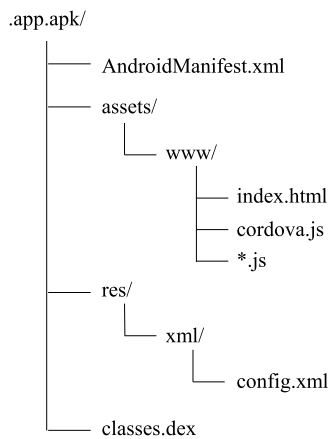 .app.apk/
AndroidManifest.xml
assets/
www/
index.html
cordova.js
*.js
res/
xml/
config.xml
classes.dex